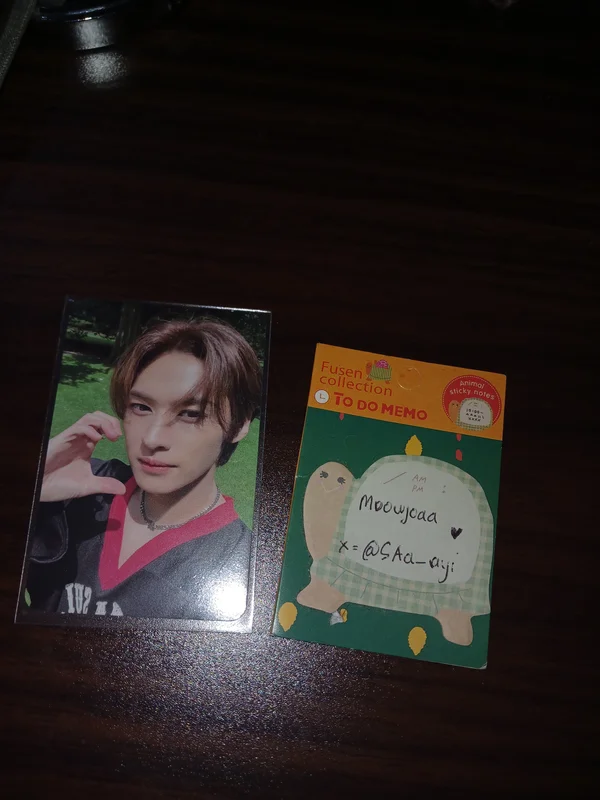 Fusen
collection
L TO DO MEMO
Animal
sticky notes
AM
PM
Moowjoaa
x = @SAa_ayi